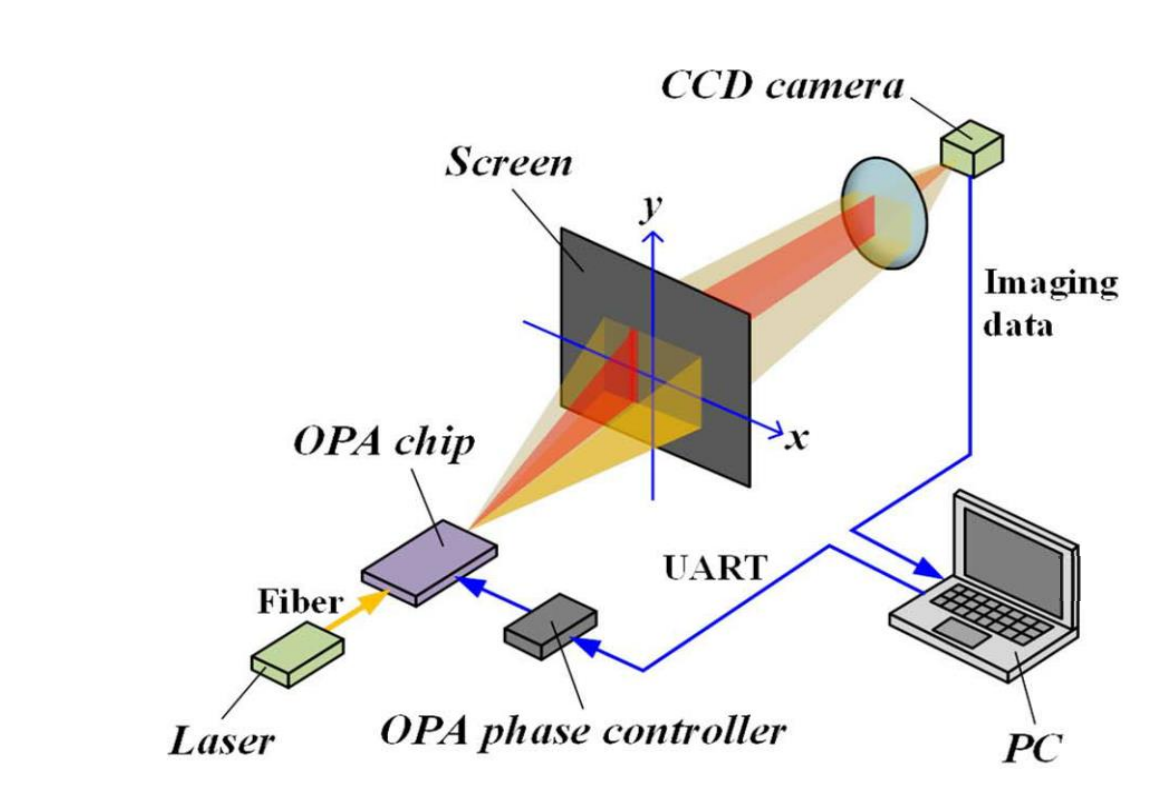 CCD camera
Screen
y
Imaging
data
x
OPA chip
UART
Fiber
Laser
OPA phase controller
PC